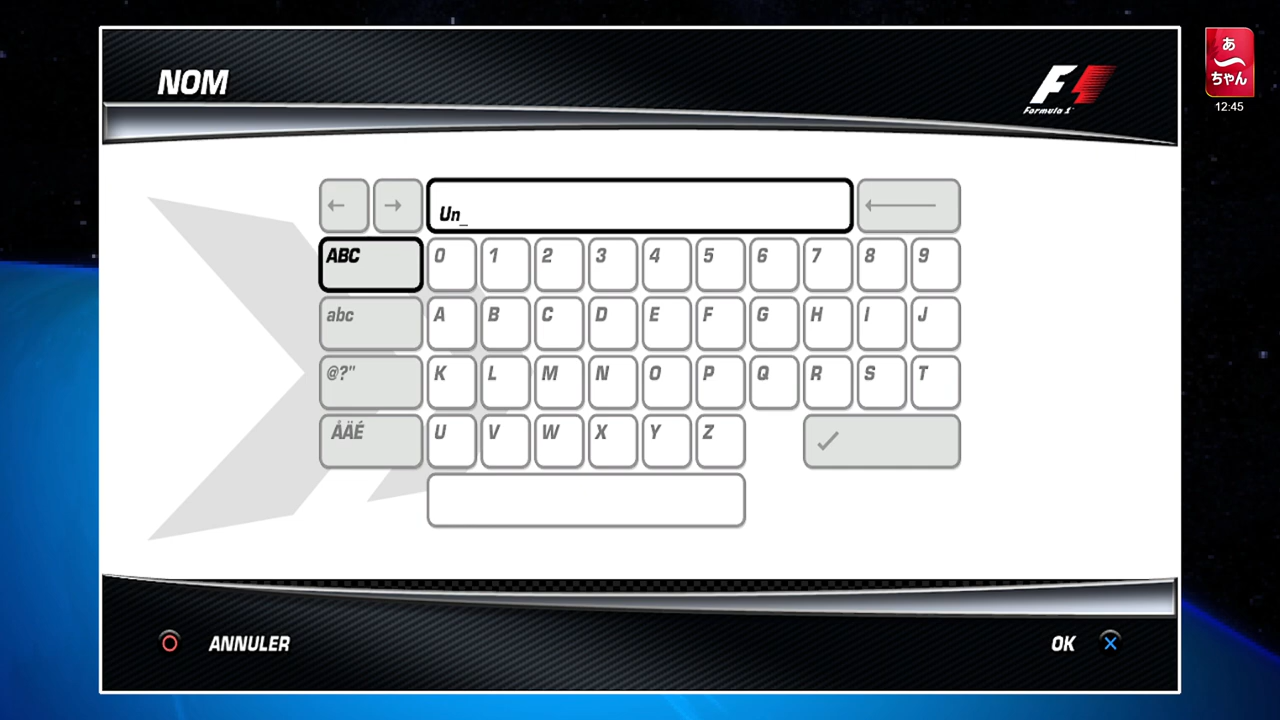 NOM
F1
Formula 1
あ
ー
ちゃん
12:45
← → Un_ ←
ABC 0 1 2 3 4 5 6 7 8 9
abc A B C D E F G H I J
@?" K L M N O P Q R S T
ÅÄÉ U V W X Y Z ✓
ANNULER
OK